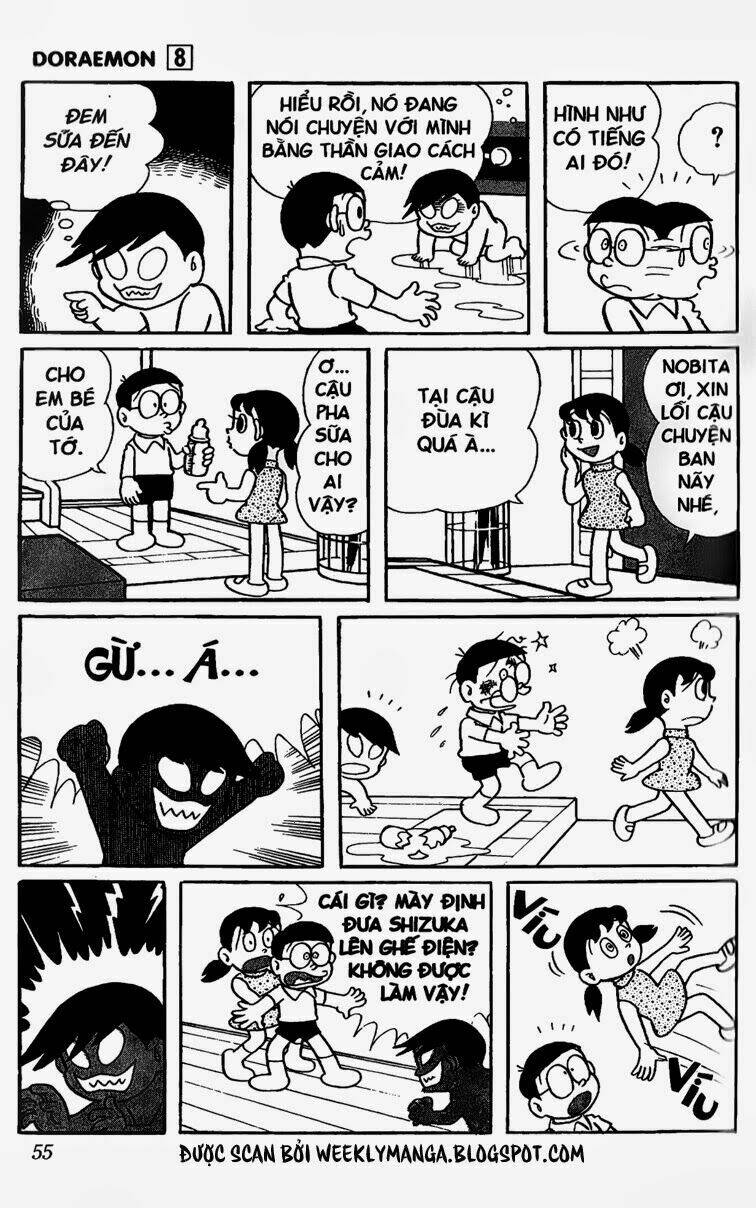 DORAEMON 8
?
HÌNH NHƯ
CÓ TIẾNG
AI ĐÓ!
HIỂU RỒI, NÓ ĐANG
NÓI CHUYỆN VỚI MÌNH
BẰNG THẦN GIAO CÁCH
CẢM!
ĐEM
SỮA ĐẾN
ĐÂY!
NOBITA
ƠI, XIN
LỖI CẬU
CHUYỆN
BAN
NÃY
NHÉ,
TẠI CẬU
ĐÙA KÌ
QUÁ À...
Ơ...
CẬU
PHA
SỮA
CHO
AI
VẬY?
CHO
EM BÉ
CỦA
TỚ.
GỪ... Á...
VÍU
VÍU
CÁI GÌ? MÀY ĐỊNH
ĐƯA SHIZUKA
LÊN GHẾ ĐIỆN?
KHÔNG ĐƯỢC
LÀM VẬY!
55
ĐƯỢC SCAN BỞI WEEKLYMANGA.BLOGSPOT.COM